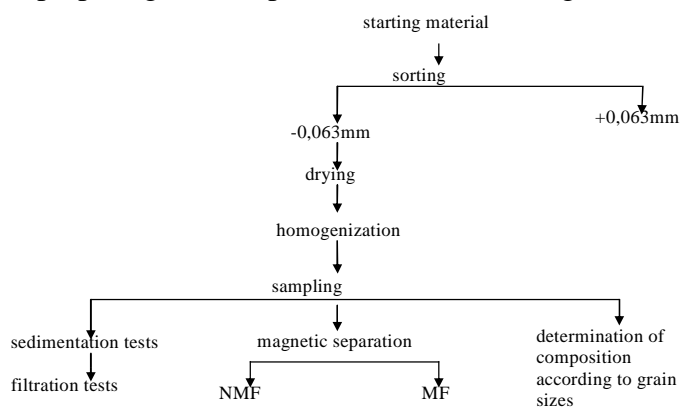 starting material
sorting
-0,063mm
+0,063mm
drying
homogenization
sampling
sedimentation tests
filtration tests
magnetic separation
NMF
MF
determination of
composition
according to grain
sizes